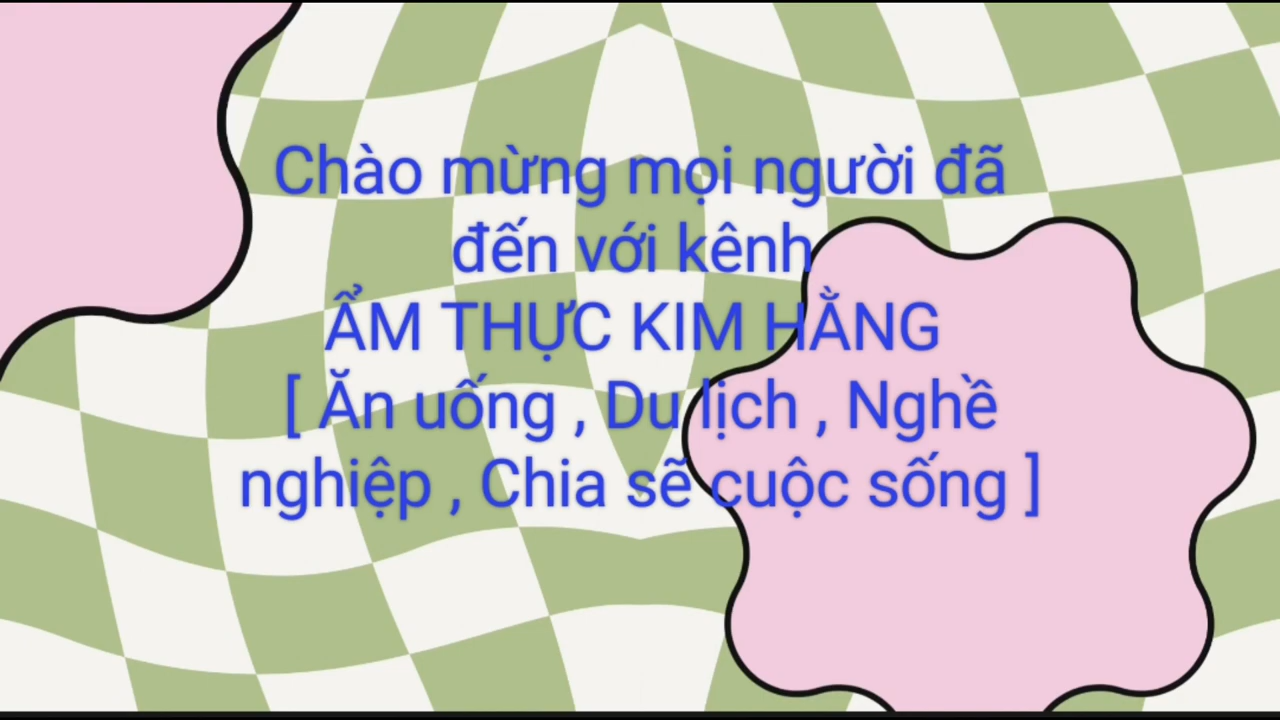 Chào mừng mọi người đã
đến với kênh
ẨM THỰC KIM HẰNG
[ Ăn uống , Du lịch , Nghề
nghiệp , Chia sẽ cuộc sống ]